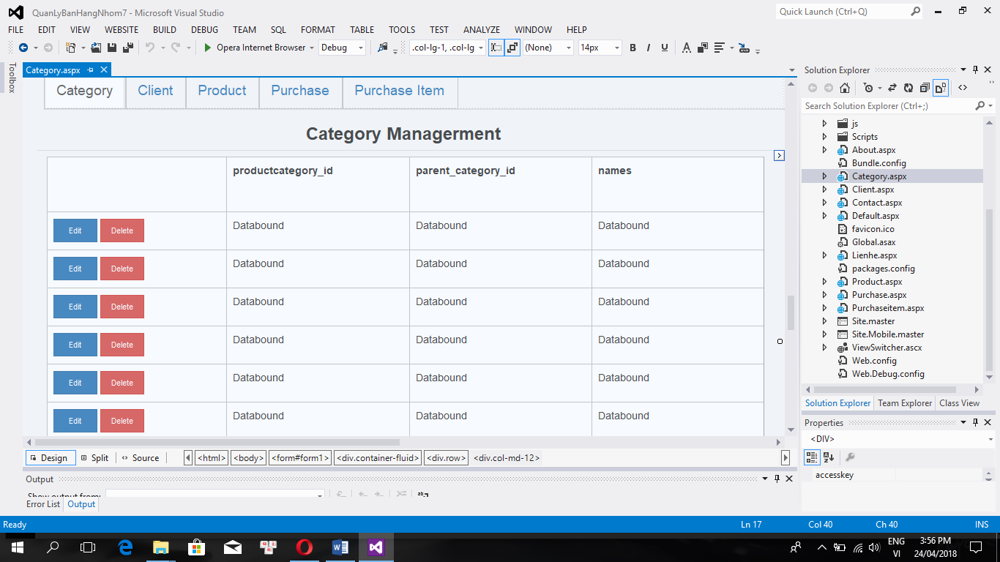 QuanLyBanHangNhom7 - Microsoft Visual Studio
Quick Launch (Ctrl+Q)
FILE EDIT VIEW WEBSITE BUILD DEBUG TEAM SQL FORMAT TABLE TOOLS TEST ANALYZE WINDOW HELP
Opera Internet Browser Debug .col-lg-1, .col-lg (None) 14px B I U A
Toolbox
Category.aspx
Category Client Product Purchase Purchase Item
Category Managerment
productcategory_id parent_category_id names
Edit Delete Databound Databound Databound
Edit Delete Databound Databound Databound
Edit Delete Databound Databound Databound
Edit Delete Databound Databound Databound
Edit Delete Databound Databound Databound
Edit Delete Databound Databound Databound
Design Split Source <html> <body> <form#form1> <div.container-fluid> <div.row> <div.col-md-12>
Output
Show output from:
Error List Output
Solution Explorer
Search Solution Explorer (Ctrl+;)
js
Scripts
About.aspx
Bundle.config
Category.aspx
Client.aspx
Contact.aspx
Default.aspx
favicon.ico
Global.asax
Lienhe.aspx
packages.config
Product.aspx
Purchase.aspx
Purchaseitem.aspx
Site.master
Site.Mobile.master
ViewSwitcher.ascx
Web.config
Web.Debug.config
Solution Explorer Team Explorer Class View
Properties
<DIV>
accesskey
Ready Ln 17 Col 40 Ch 40 INS
ENG 3:56 PM
VI 24/04/2018